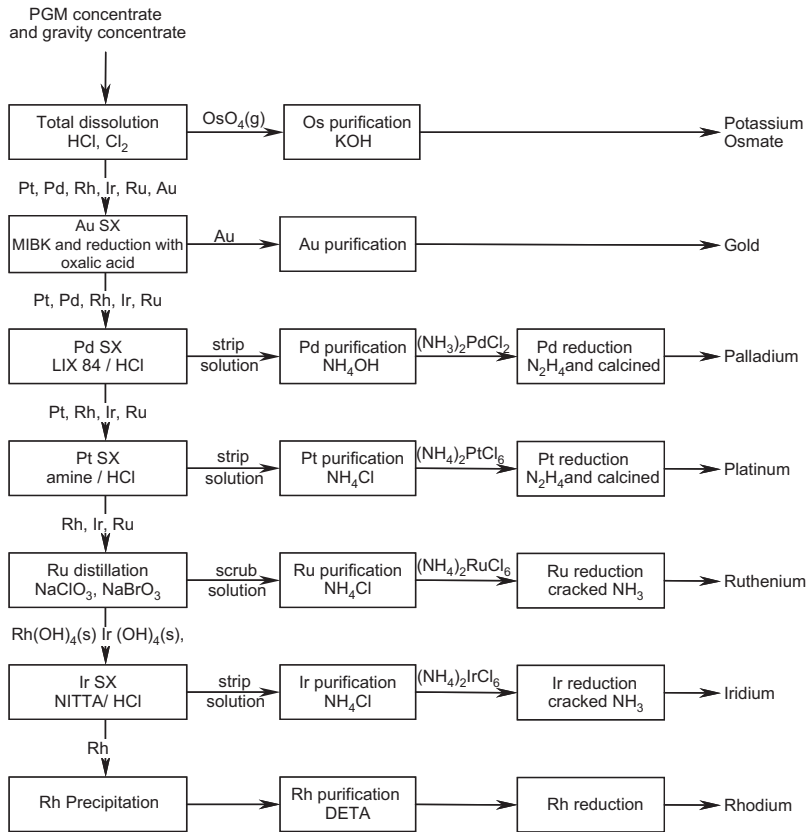 PGM concentrate
and gravity concentrate
Total dissolution
HCl, Cl₂
OsO₄(g)
Os purification
KOH
Potassium
Osmate
Pt, Pd, Rh, Ir, Ru, Au
Au SX
MIBK and reduction with
oxalic acid
Au
Au purification
Gold
Pt, Pd, Rh, Ir, Ru
Pd SX
LIX 84 / HCl
strip
solution
Pd purification
NH₄OH
(NH₃)₂PdCl₂
Pd reduction
N₂H₄and calcined
Palladium
Pt, Rh, Ir, Ru
Pt SX
amine / HCl
strip
solution
Pt purification
NH₄Cl
(NH₄)₂PtCl₆
Pt reduction
N₂H₄and calcined
Platinum
Rh, Ir, Ru
Ru distillation
NaClO₃, NaBrO₃
scrub
solution
Ru purification
NH₄Cl
(NH₄)₂RuCl₆
Ru reduction
cracked NH₃
Ruthenium
Rh(OH)₄(s) Ir (OH)₄(s),
Ir SX
NITTA/ HCl
strip
solution
Ir purification
NH₄Cl
(NH₄)₂IrCl₆
Ir reduction
cracked NH₃
Iridium
Rh
Rh Precipitation
Rh purification
DETA
Rh reduction
Rhodium